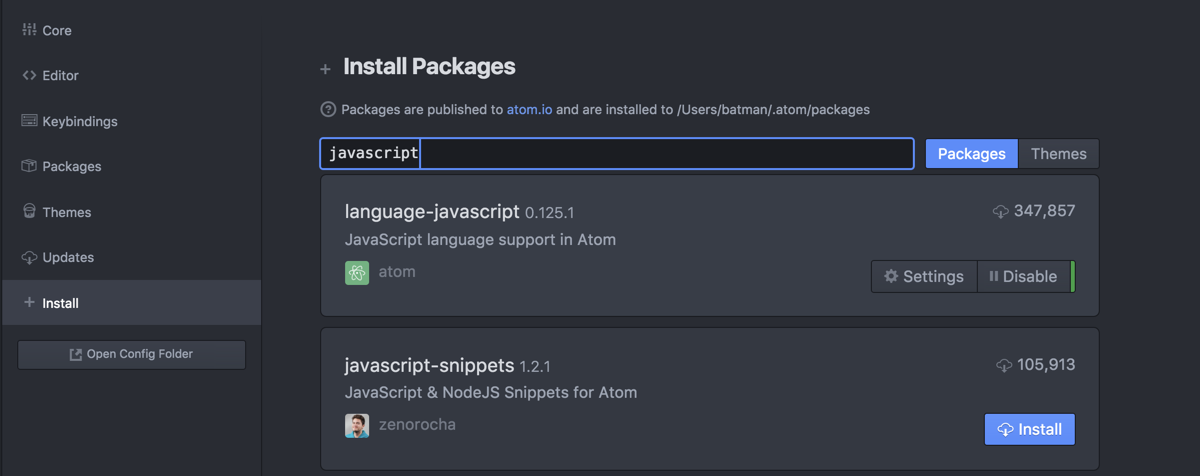 Core
Editor
Keybindings
Packages
Themes
Updates
Install
Open Config Folder
Install Packages
Packages are published to atom.io and are installed to /Users/batman/.atom/packages
javascript
Packages Themes
language-javascript 0.125.1
347,857
JavaScript language support in Atom
atom
Settings Disable
javascript-snippets 1.2.1
105,913
JavaScript & NodeJS Snippets for Atom
zenorocha
Install